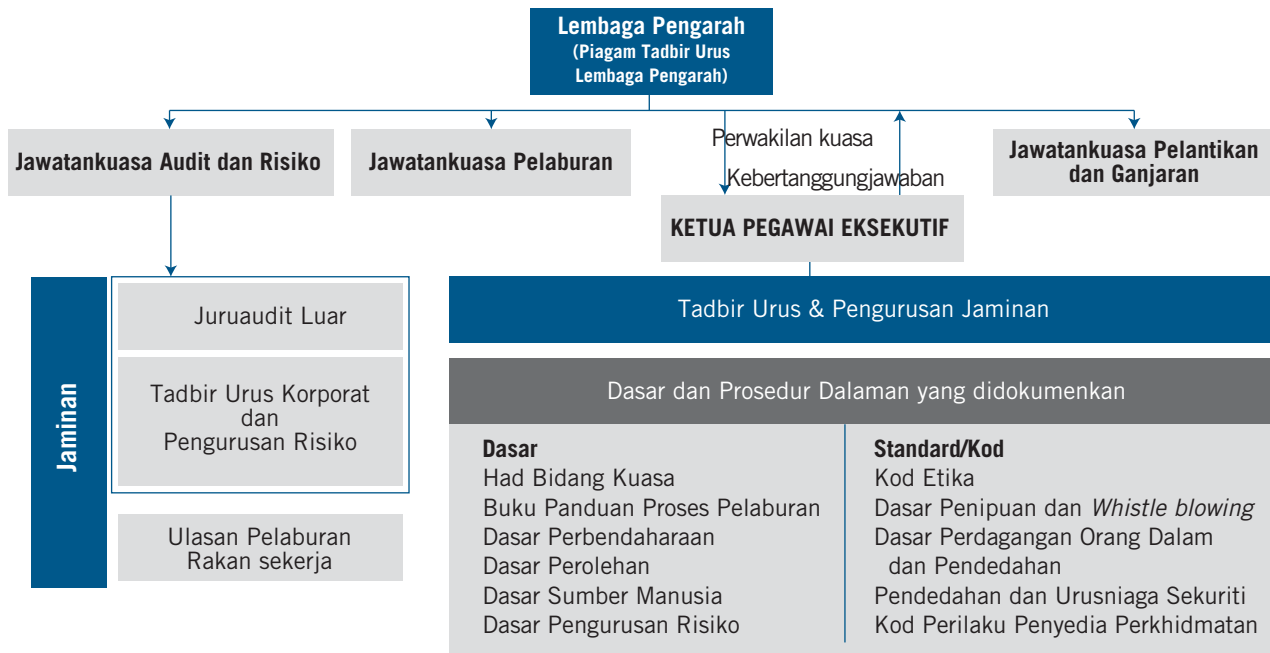 Lembaga Pengarah
(Piagam Tadbir Urus
Lembaga Pengarah)
Jawatankuasa Audit dan Risiko
Jawatankuasa Pelaburan
Perwakilan kuasa
Kebertanggungjawaban
Jawatankuasa Pelantikan
dan Ganjaran
KETUA PEGAWAI EKSEKUTIF
Jaminan
Juruaudit Luar
Tadbir Urus Korporat
dan
Pengurusan Risiko
Ulasan Pelaburan
Rakan sekerja
Tadbir Urus & Pengurusan Jaminan
Dasar dan Prosedur Dalaman yang didokumenkan
Dasar
Had Bidang Kuasa
Buku Panduan Proses Pelaburan
Dasar Perbendaharaan
Dasar Perolehan
Dasar Sumber Manusia
Dasar Pengurusan Risiko
Standard/Kod
Kod Etika
Dasar Penipuan dan Whistle blowing
Dasar Perdagangan Orang Dalam
dan Pendedahan
Pendedahan dan Urusniaga Sekuriti
Kod Perilaku Penyedia Perkhidmatan